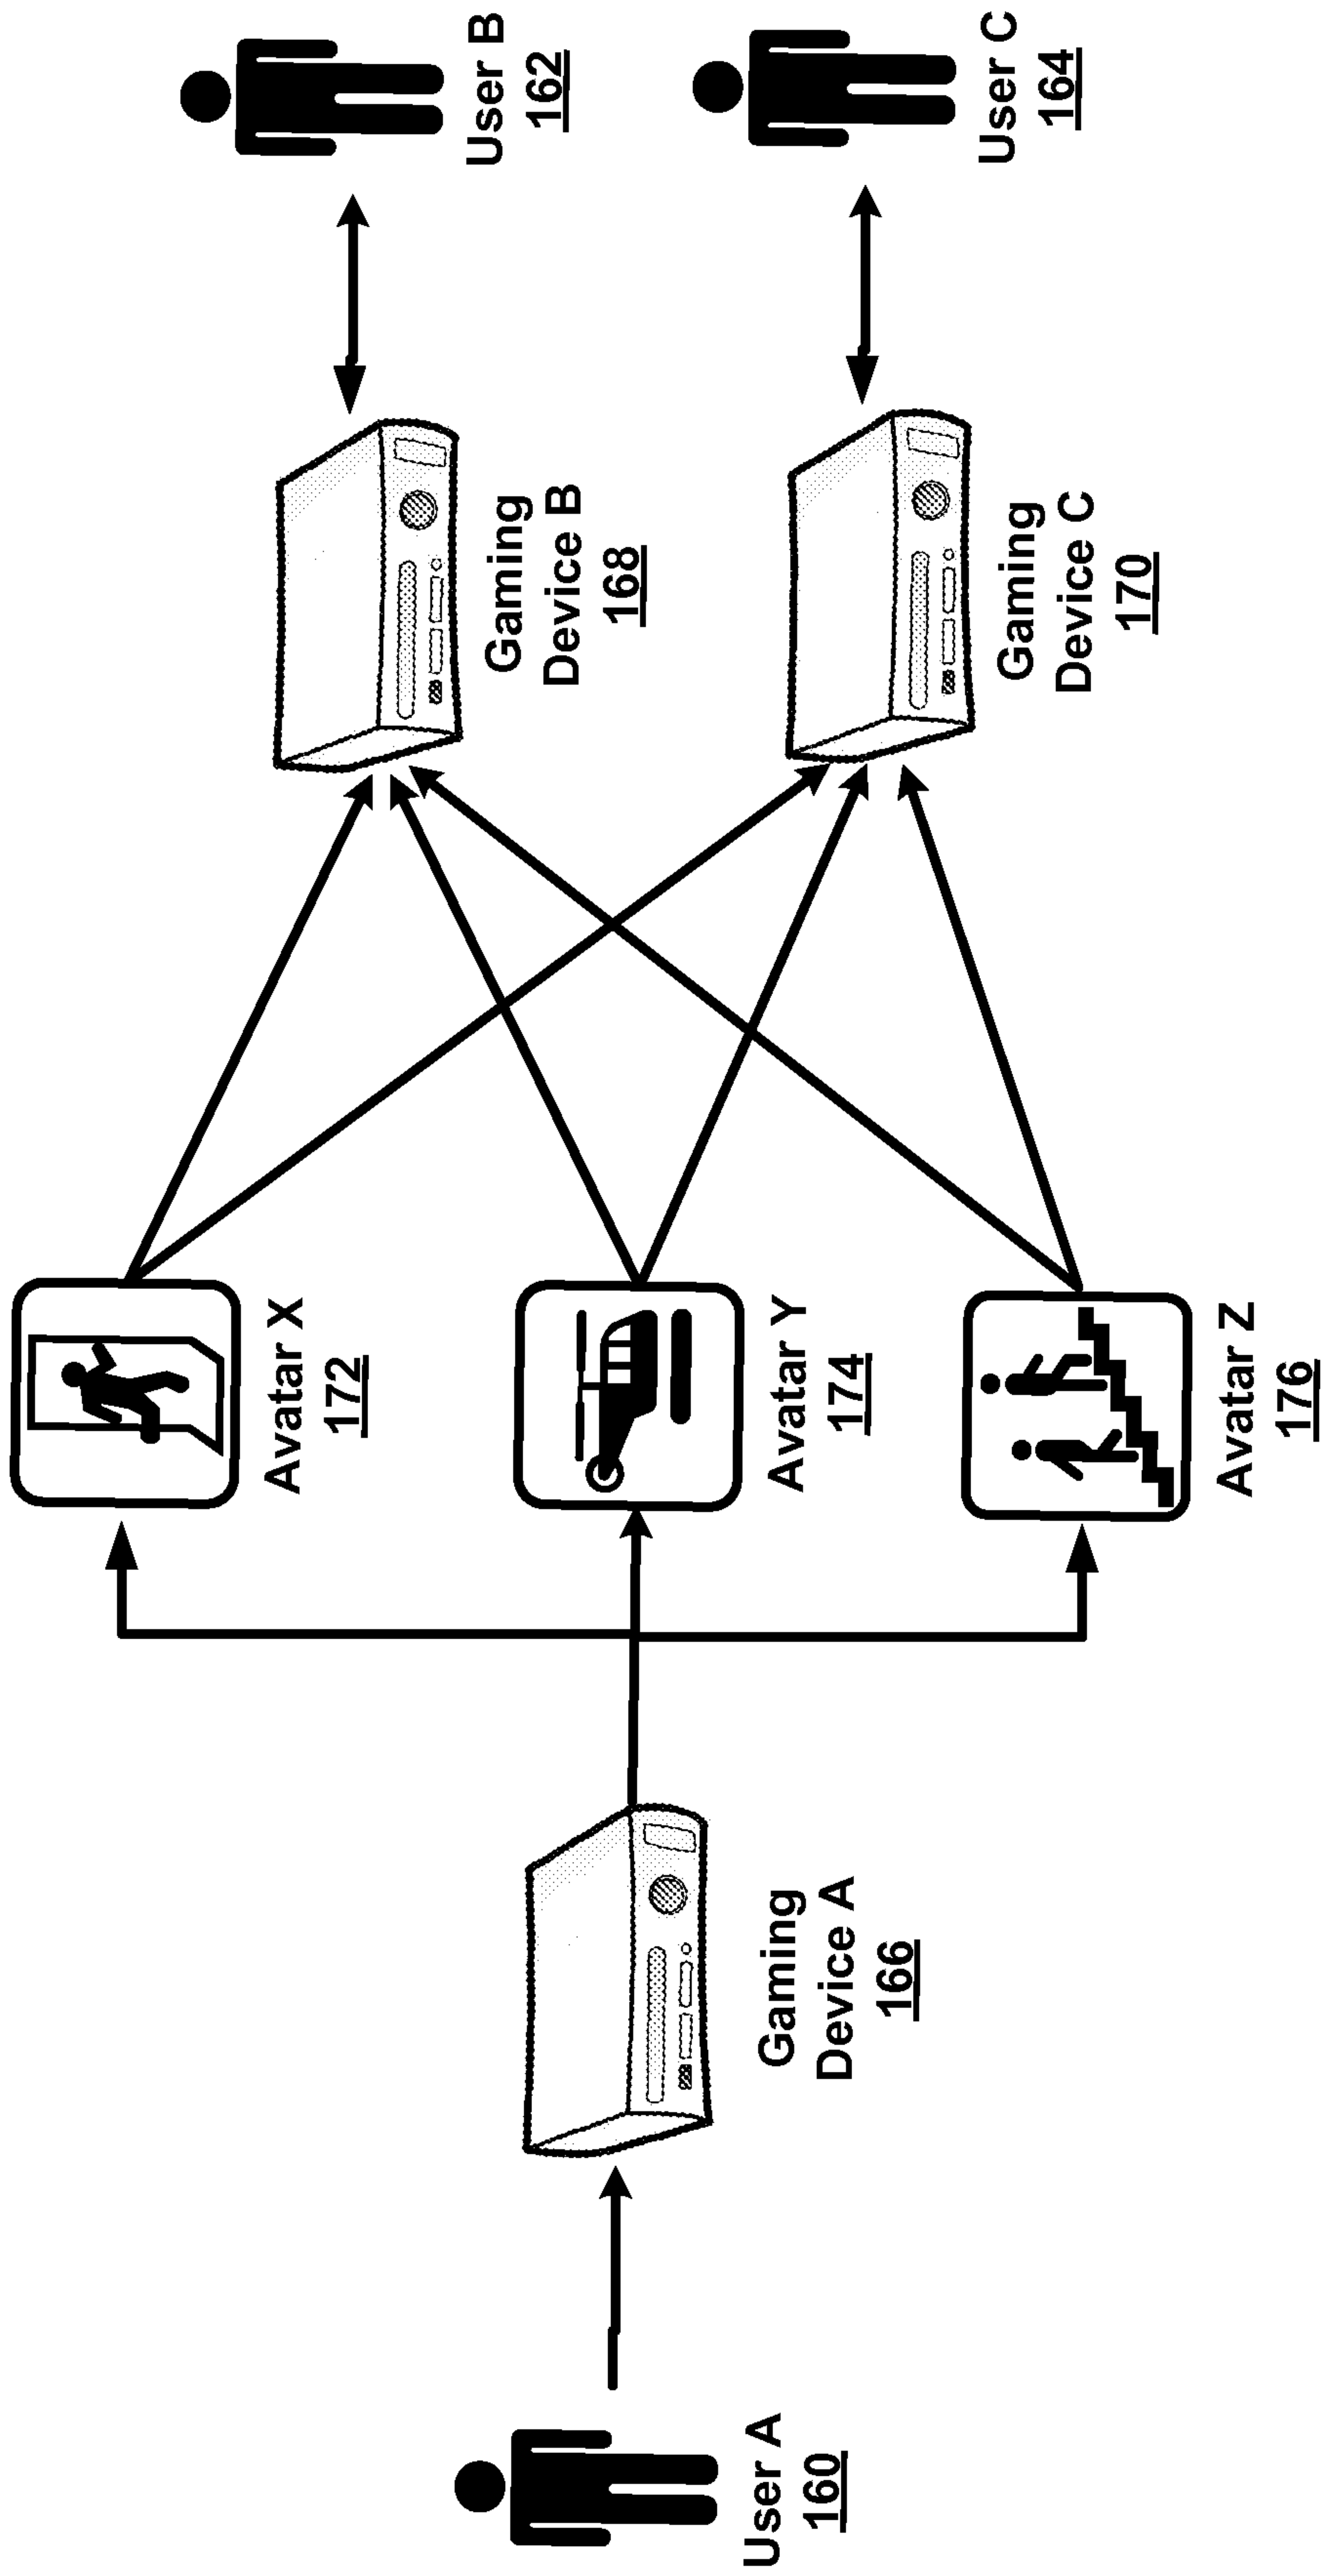 User A
160
Gaming
Device A
166
Avatar X
172
Avatar Y
174
Avatar Z
176
Gaming
Device B
168
Gaming
Device C
170
User B
162
User C
164